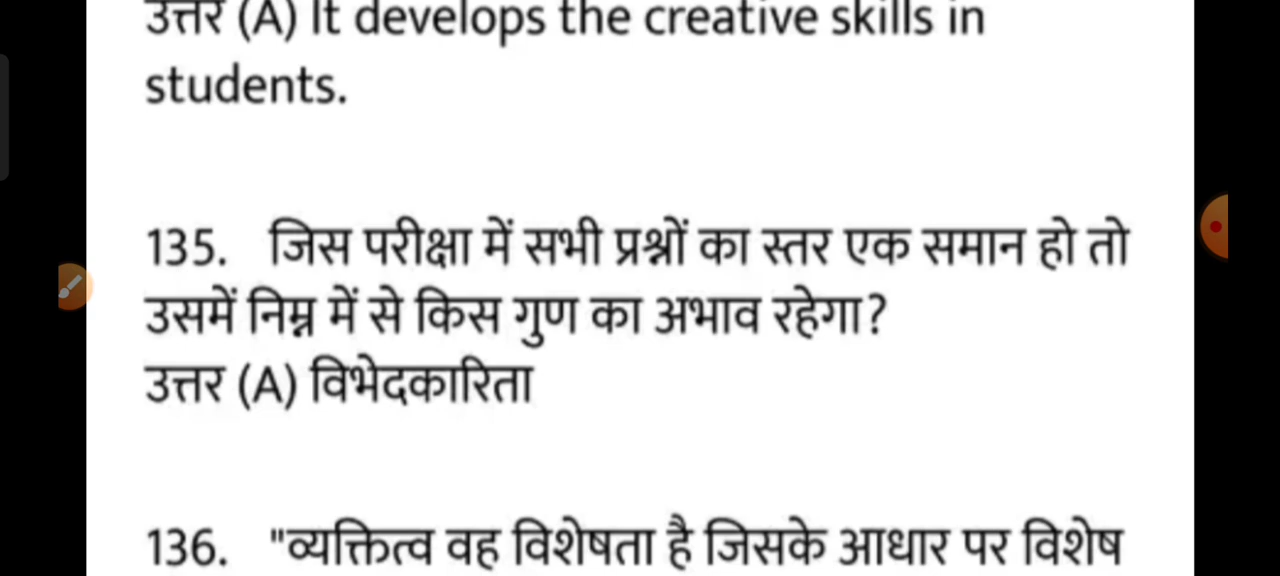 उत्तर (A) It develops the creative skills in
students.
135. जिस परीक्षा में सभी प्रश्नों का स्तर एक समान हो तो
उसमें निम्न में से किस गुण का अभाव रहेगा?
उत्तर (A) विभेदकारिता
136. "व्यक्तित्व वह विशेषता है जिसके आधार पर विशेष